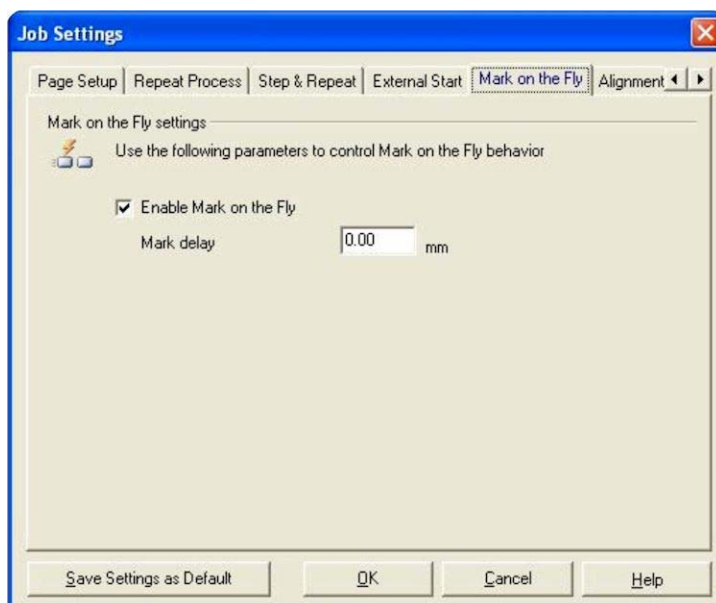 Job Settings
Page Setup Repeat Process Step & Repeat External Start Mark on the Fly Alignment
Mark on the Fly settings
Use the following parameters to control Mark on the Fly behavior
Enable Mark on the Fly
Mark delay 0.00 mm
Save Settings as Default OK Cancel Help